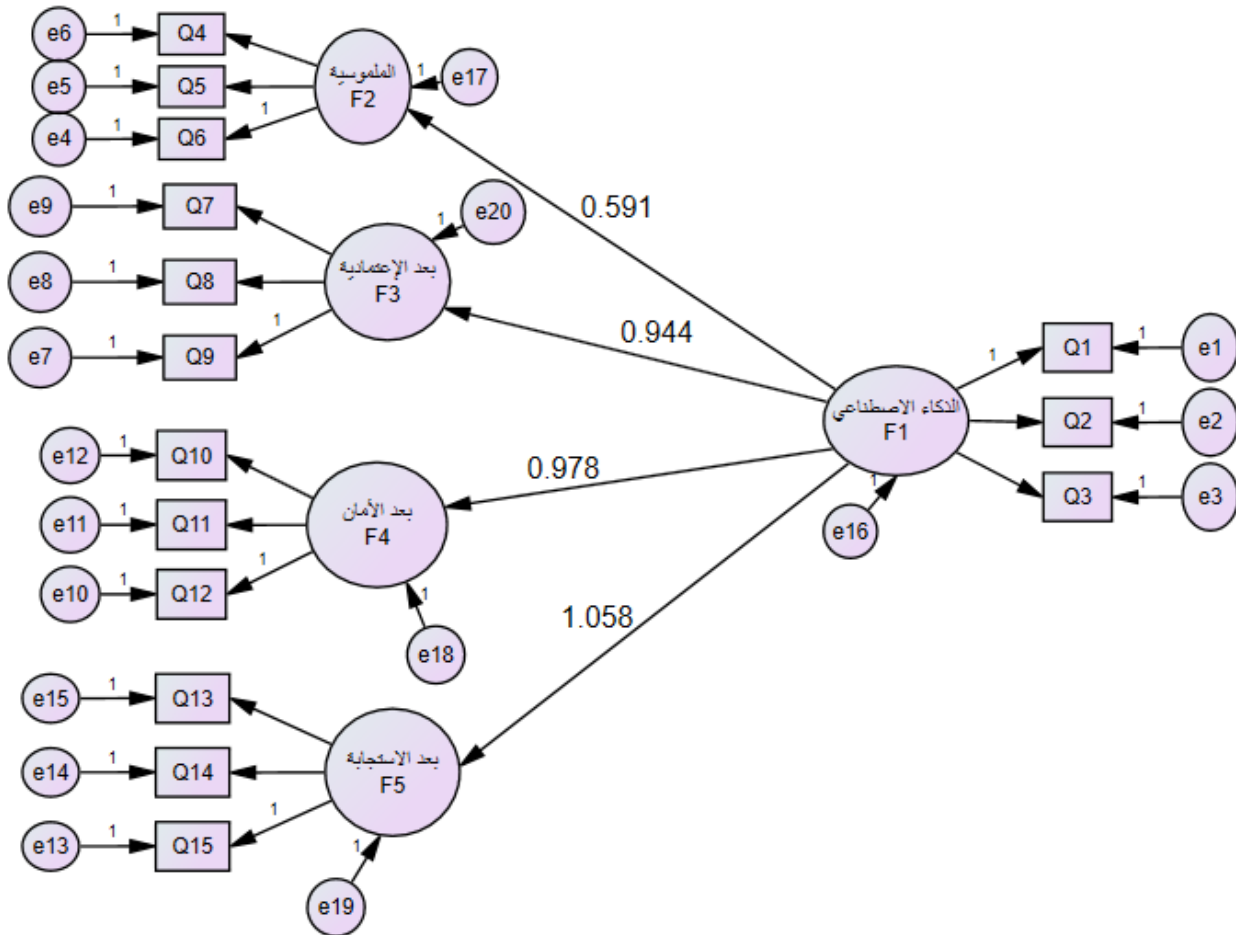 e6 1 Q4
e5 1 Q5
e4 1 Q6
1
الملموسية
F2
1 e17
e9 1 Q7
e8 1 Q8
e7 1 Q9
1
بعد الإعتمادية
F3
1 e20
e12 1 Q10
e11 1 Q11
e10 1 Q12
1
بعد الأمان
F4
1
e18
e15 1 Q13
e14 1 Q14
e13 1 Q15
1
بعد الاستجابة
F5
1
e19
0.591
0.944
0.978
1.058
الذكاء الاصطناعي
F1
1
e16
1 Q1 1 e1
Q2 1 e2
Q3 1 e3